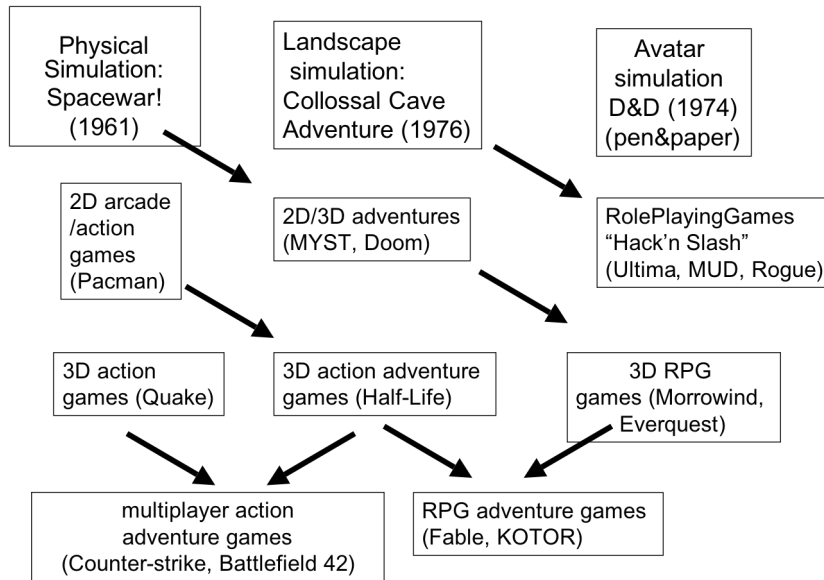 Physical
Simulation:
Spacewar!
(1961)
Landscape
simulation:
Collossal Cave
Adventure (1976)
Avatar
simulation
D&D (1974)
(pen&paper)
2D arcade
/action
games
(Pacman)
2D/3D adventures
(MYST, Doom)
RolePlayingGames
“Hack’n Slash”
(Ultima, MUD, Rogue)
3D action
games (Quake)
3D action adventure
games (Half-Life)
3D RPG
games (Morrowind,
Everquest)
multiplayer action
adventure games
(Counter-strike, Battlefield 42)
RPG adventure games
(Fable, KOTOR)